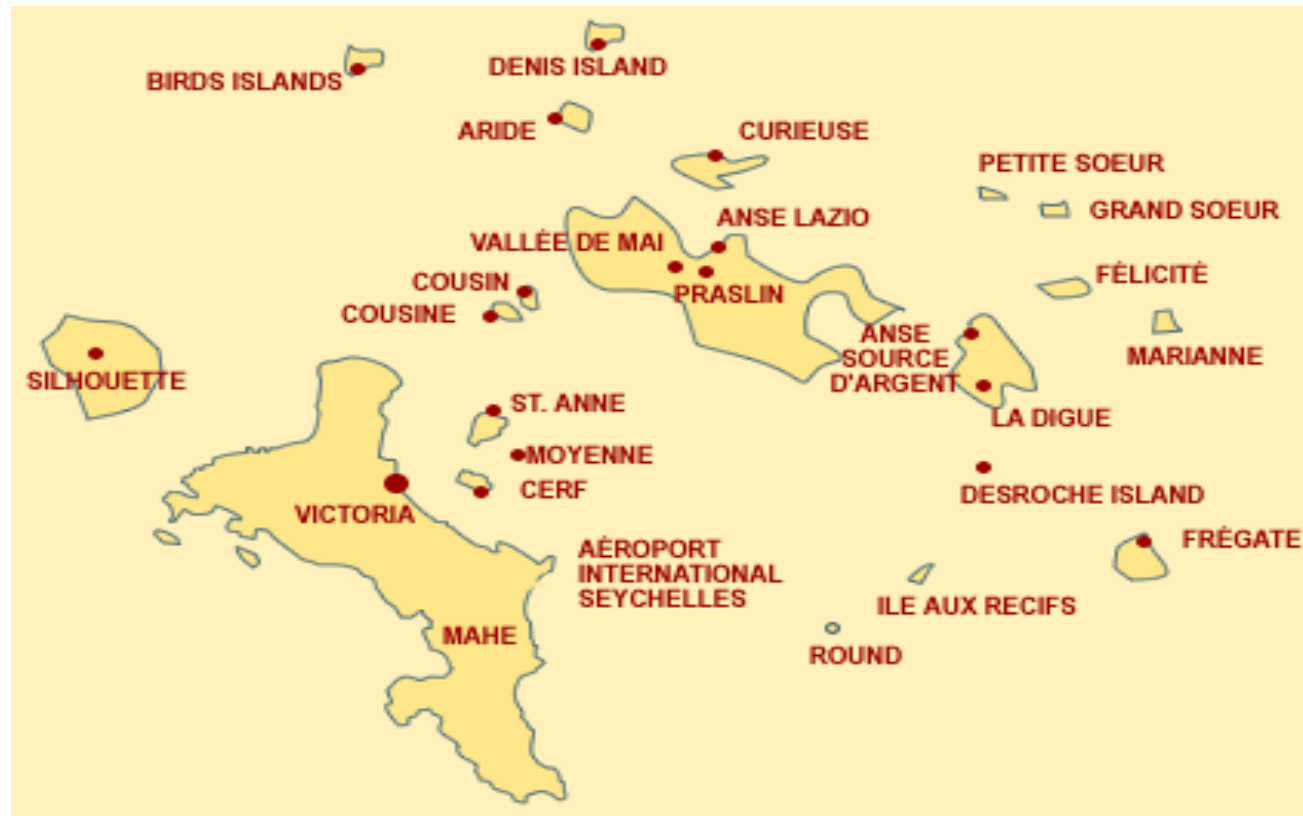 DENIS ISLAND
BIRDS ISLANDS
ARIDE
CURIEUSE
PETITE SOEUR
GRAND SOEUR
ANSE LAZIO
VALLÉE DE MAI
COUSIN
PRASLIN
FÉLICITÉ
COUSINE
ANSE
SOURCE
D'ARGENT
MARIANNE
SILHOUETTE
ST. ANNE
LA DIGUE
MOYENNE
CERF
DESROCHE ISLAND
VICTORIA
FRÉGATE
AÉROPORT
INTERNATIONAL
SEYCHELLES
ILE AUX RECIFS
MAHE
ROUND